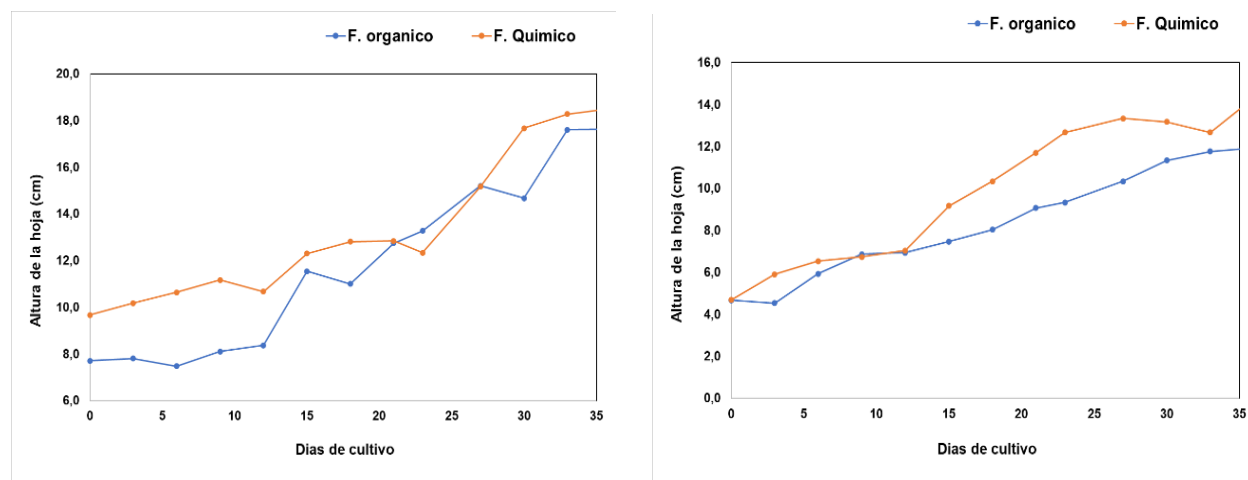 F. organico F. Quimico
20,0
18,0
16,0
14,0
12,0
10,0
8,0
6,0
Altura de la hoja (cm)
0 5 10 15 20 25 30 35
Dias de cultivo
F. organico F. Quimico
16,0
14,0
12,0
10,0
8,0
6,0
4,0
2,0
0,0
Altura de la hoja (cm)
0 5 10 15 20 25 30 35
Dias de cultivo